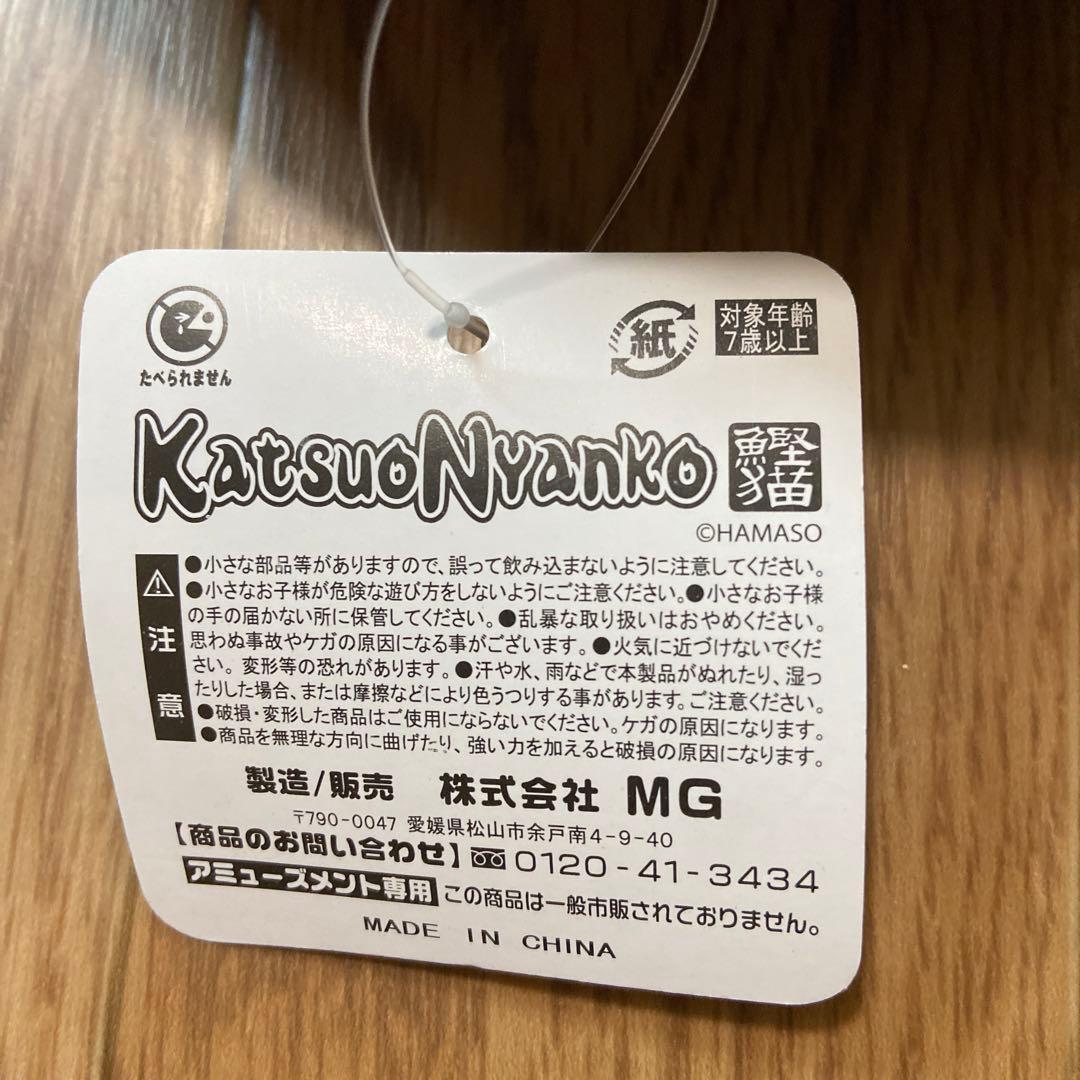 たべられません
紙
対象年齢
7歳以上
KatsuoNyanko
鰹猫
©HAMASO
注意
●小さな部品等がありますので、誤って飲み込まないように注意してください。
●小さなお子様が危険な遊び方をしないようにご注意ください。●小さなお子様
の手の届かない所に保管してください。●乱暴な取り扱いはおやめください。
思わぬ事故やケガの原因になる事がございます。●火気に近づけないでくだ
さい。変形等の恐れがあります。●汗や水、雨などで本製品がぬれたり、湿っ
たりした場合、または摩擦などにより色うつりする事があります。ご注意ください。
●破損・変形した商品はご使用にならないでください。ケガの原因になります。
●商品を無理な方向に曲げたり、強い力を加えると破損の原因になります。
製造/販売 株式会社 MG
〒790-0047 愛媛県松山市余戸南4-9-40
【商品のお問い合わせ】0120-41-3434
アミューズメント専用 この商品は一般市販されておりません。
MADE IN CHINA